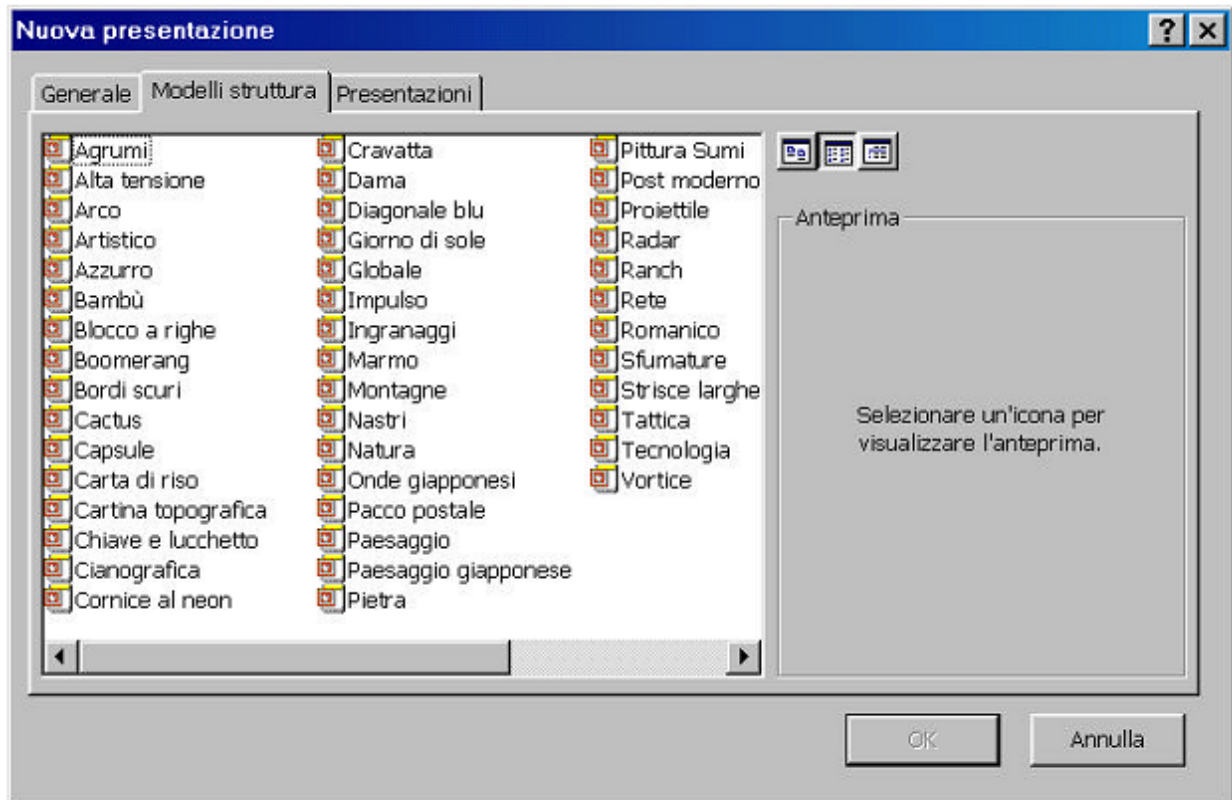 Nuova presentazione
Generale
Modelli struttura
Presentazioni
Agrumi
Alta tensione
Arco
Artistico
Azzurro
Bambù
Blocco a righe
Boomerang
Bordi scuri
Cactus
Capsule
Carta di riso
Cartina topografica
Chiave e lucchetto
Cianografica
Cornice al neon
Cravatta
Dama
Diagonale blu
Giorno di sole
Globale
Impulso
Ingranaggi
Marmo
Montagne
Nastri
Natura
Onde giapponesi
Pacco postale
Paesaggio
Paesaggio giapponese
Pietra
Pittura Sumi
Post moderno
Proiettile
Radar
Ranch
Rete
Romanico
Sfumature
Strisce larghe
Tattica
Tecnologia
Vortice
Anteprima
Selezionare un'icona per
visualizzare l'anteprima.
OK
Annulla